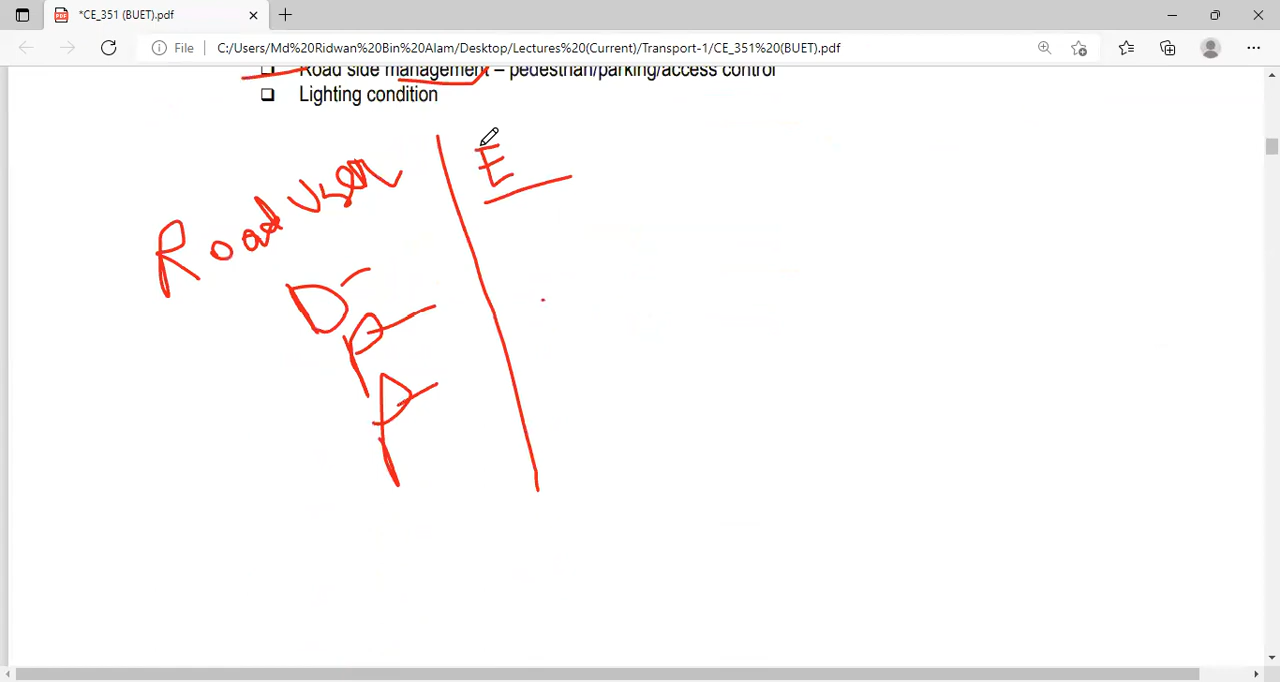 *CE_351 (BUET).pdf
File C:/Users/Md%20Ridwan%20Bin%20Alam/Desktop/Lectures%20(Current)/Transport-1/CE_351%20(BUET).pdf
Road side management – pedestrian/parking/access control
Lighting condition
Road User
E
D
P
P